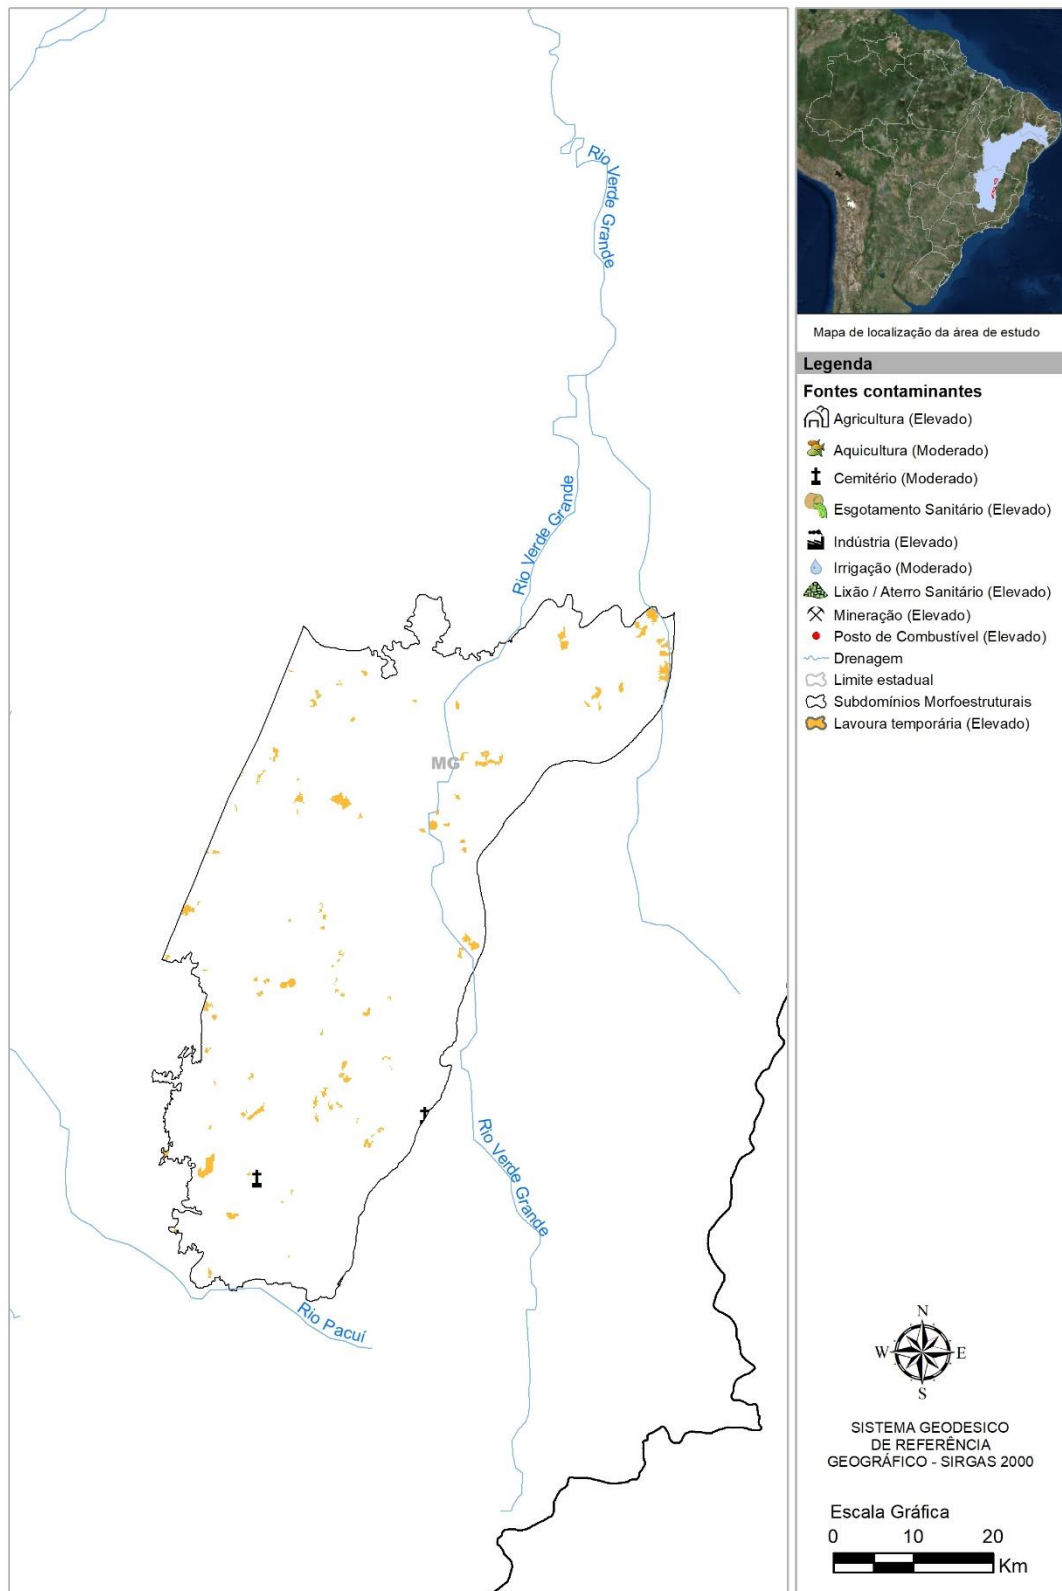 Rio Verde Grande
Rio Verde Grande
MG
Rio Verde Grande
Rio Pacuí
Mapa de localização da área de estudo
Legenda
Fontes contaminantes
Agricultura (Elevado)
Aquicultura (Moderado)
Cemitério (Moderado)
Esgotamento Sanitário (Elevado)
Indústria (Elevado)
Irrigação (Moderado)
Lixão / Aterro Sanitário (Elevado)
Mineração (Elevado)
Posto de Combustível (Elevado)
Drenagem
Limite estadual
Subdomínios Morfoestruturais
Lavoura temporária (Elevado)
N
W E
S
SISTEMA GEODESICO
DE REFERÊNCIA
GEOGRÁFICO - SIRGAS 2000
Escala Gráfica
0 10 20
Km